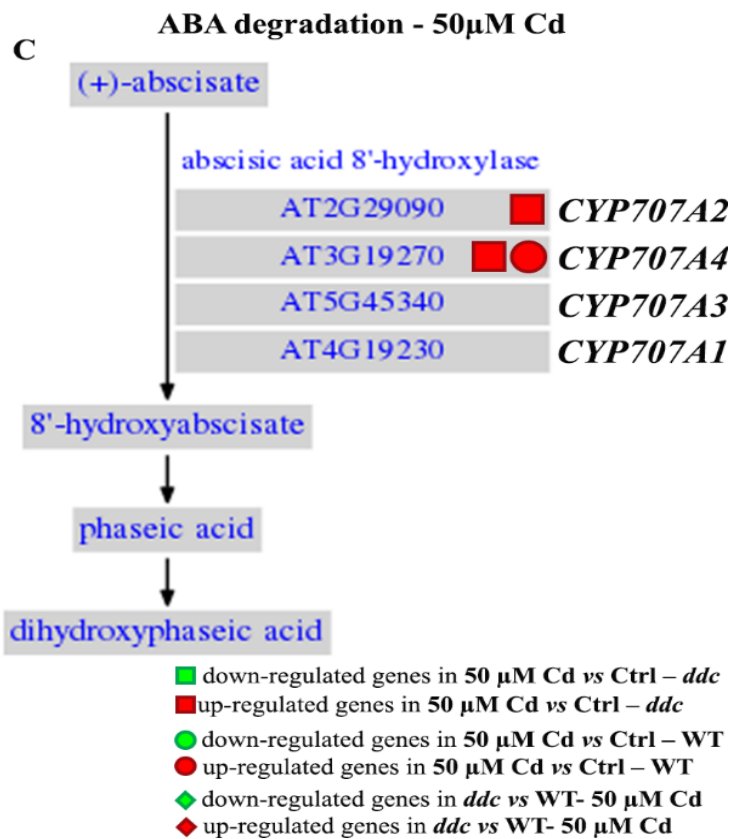 ABA degradation - 50µM Cd
C
(+)-abscisate
abscisic acid 8'-hydroxylase
AT2G29090 CYP707A2
AT3G19270 CYP707A4
AT5G45340 CYP707A3
AT4G19230 CYP707A1
8'-hydroxyabscisate
phaseic acid
dihydroxyphaseic acid
down-regulated genes in 50 µM Cd vs Ctrl – ddc
up-regulated genes in 50 µM Cd vs Ctrl – ddc
down-regulated genes in 50 µM Cd vs Ctrl – WT
up-regulated genes in 50 µM Cd vs Ctrl – WT
down-regulated genes in ddc vs WT- 50 µM Cd
up-regulated genes in ddc vs WT- 50 µM Cd